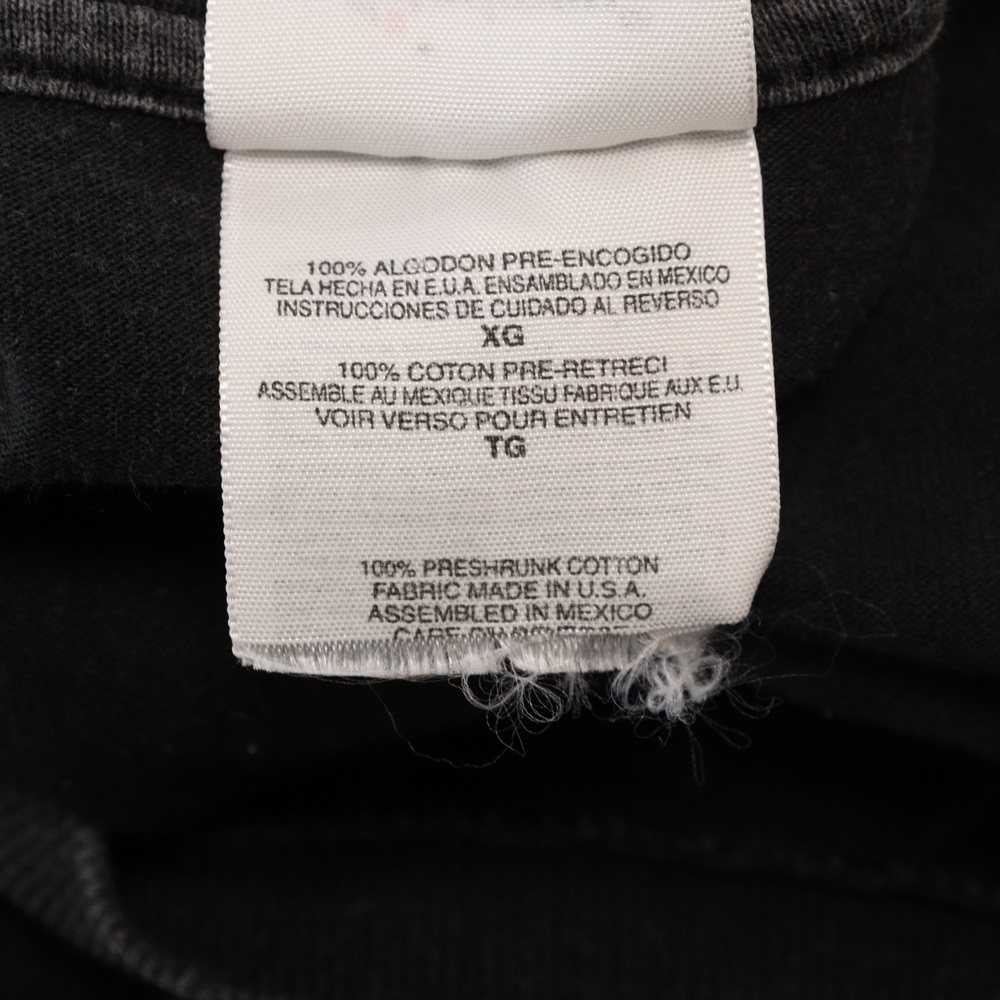 100% ALGODON PRE-ENCOGIDO
TELA HECHA EN E.U.A. ENSAMBLADO EN MEXICO
INSTRUCCIONES DE CUIDADO AL REVERSO
XG
100% COTON PRE-RETRECI
ASSEMBLE AU MEXIQUE TISSU FABRIQUE AUX E.U.
VOIR VERSO POUR ENTRETIEN
TG
100% PRESHRUNK COTTON
FABRIC MADE IN U.S.A.
ASSEMBLED IN MEXICO
CARE